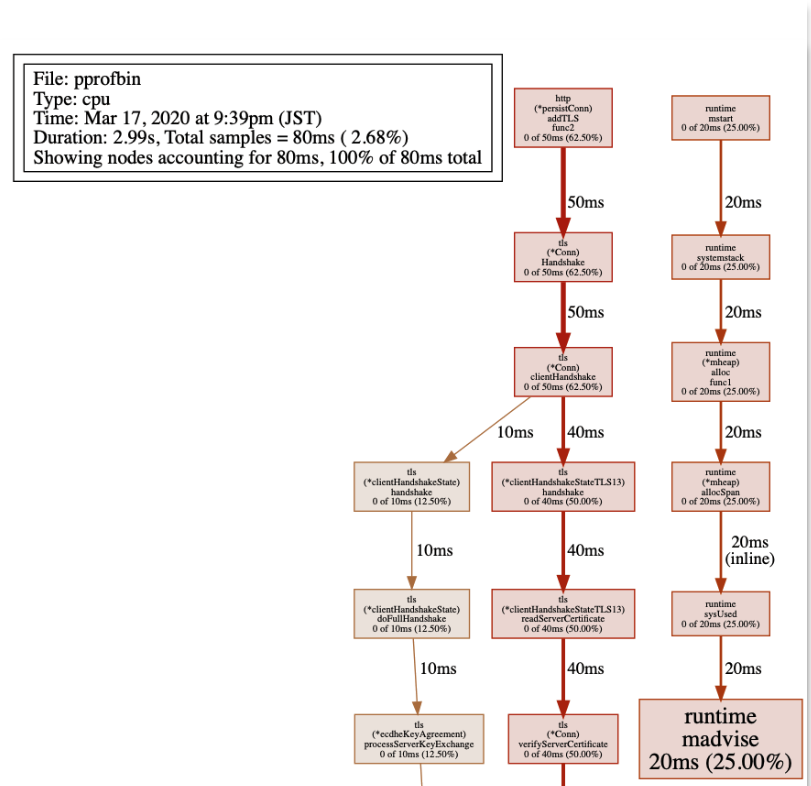 File: pprofbin
Type: cpu
Time: Mar 17, 2020 at 9:39pm (JST)
Duration: 2.99s, Total samples = 80ms ( 2.68%)
Showing nodes accounting for 80ms, 100% of 80ms total
http
(*persistConn)
addTLS
func2
0 of 50ms (62.50%)
runtime
mstart
0 of 20ms (25.00%)
50ms
20ms
tls
(*Conn)
Handshake
0 of 50ms (62.50%)
runtime
systemstack
0 of 20ms (25.00%)
50ms
20ms
tls
(*Conn)
clientHandshake
0 of 50ms (62.50%)
runtime
(*mheap)
alloc
func1
0 of 20ms (25.00%)
10ms
40ms
20ms
tls
(*clientHandshakeState)
handshake
0 of 10ms (12.50%)
tls
(*clientHandshakeStateTLS13)
handshake
0 of 40ms (50.00%)
runtime
(*mheap)
allocSpan
0 of 20ms (25.00%)
10ms
40ms
20ms
(inline)
tls
(*clientHandshakeState)
doFullHandshake
0 of 10ms (12.50%)
tls
(*clientHandshakeStateTLS13)
readServerCertificate
0 of 40ms (50.00%)
runtime
sysUsed
0 of 20ms (25.00%)
10ms
40ms
20ms
tls
(*ecdheKeyAgreement)
processServerKeyExchange
0 of 10ms (12.50%)
tls
(*Conn)
verifyServerCertificate
0 of 40ms (50.00%)
runtime
madvise
20ms (25.00%)